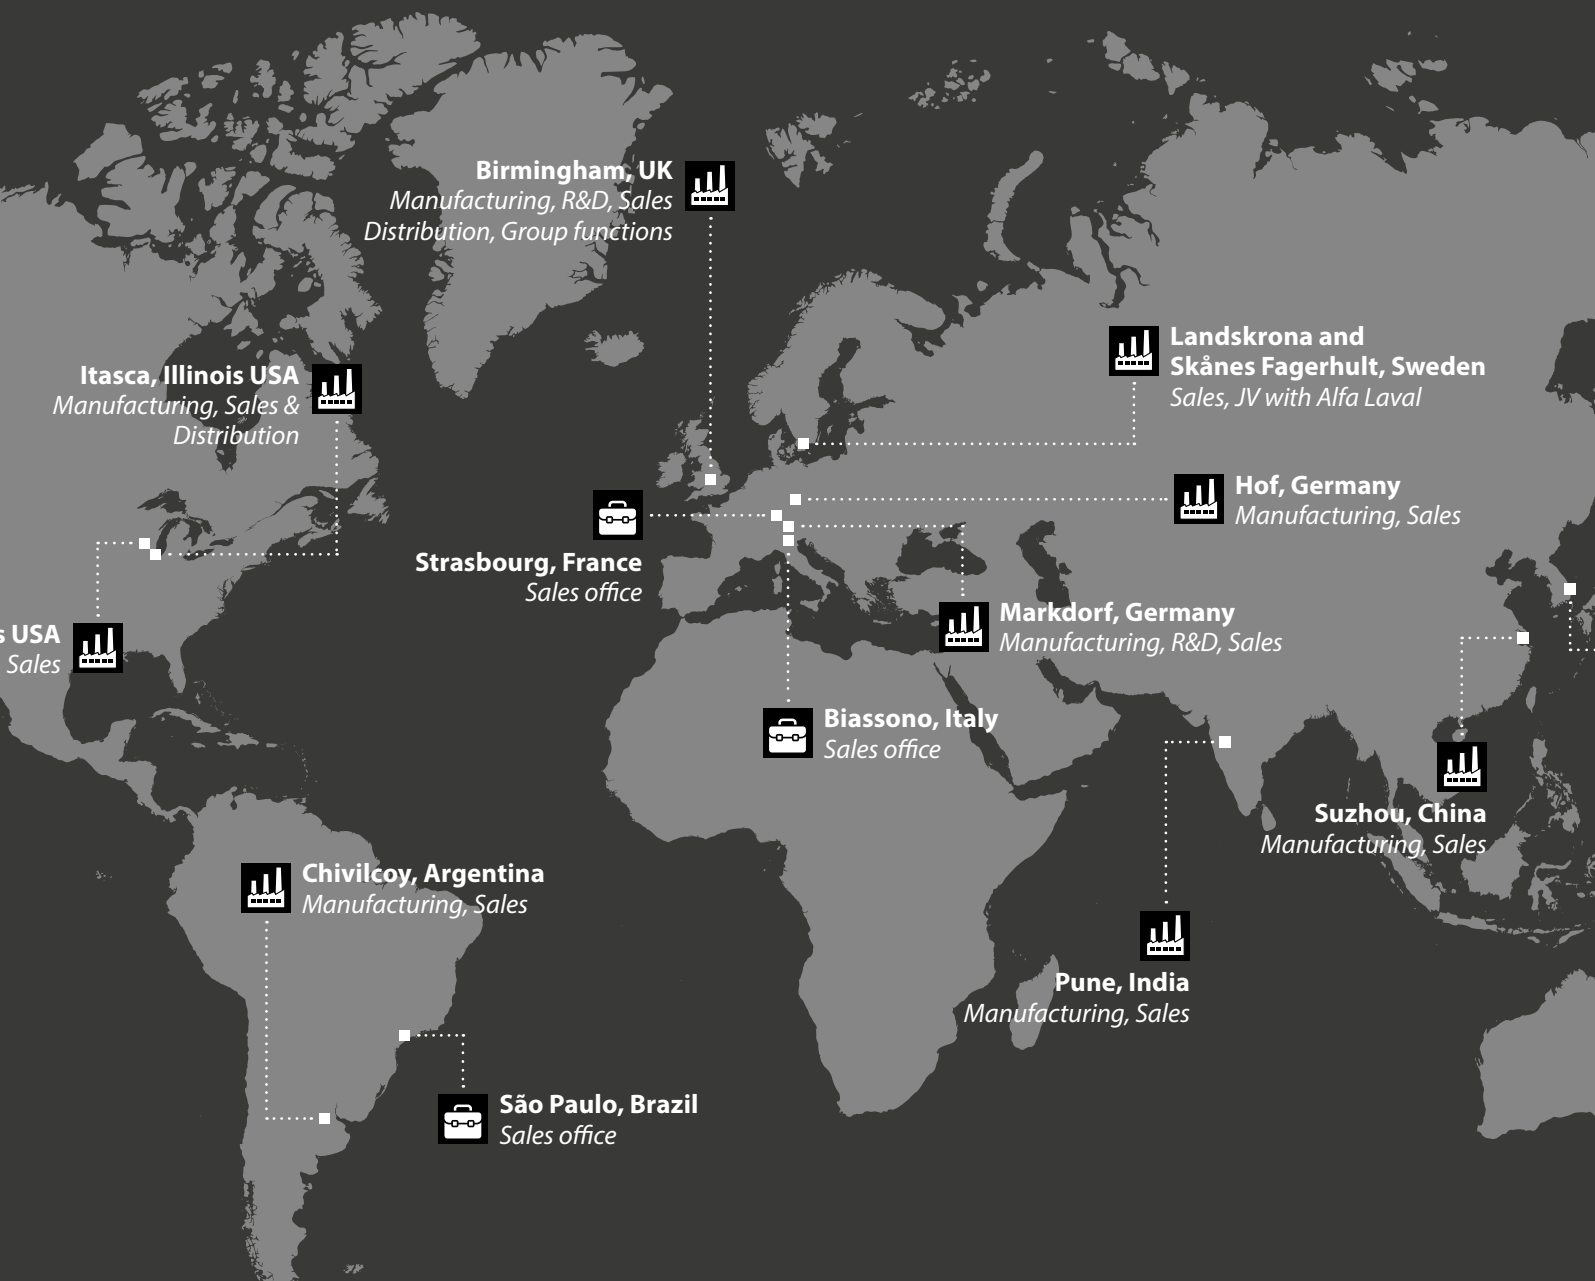 Birmingham, UK
Manufacturing, R&D, Sales
Distribution, Group functions
Landskrona and
Skånes Fagerhult, Sweden
Sales, JV with Alfa Laval
Itasca, Illinois USA
Manufacturing, Sales &
Distribution
Hof, Germany
Manufacturing, Sales
Strasbourg, France
Sales office
s USA
Sales
Markdorf, Germany
Manufacturing, R&D, Sales
Biassono, Italy
Sales office
Suzhou, China
Manufacturing, Sales
Chivilcoy, Argentina
Manufacturing, Sales
Pune, India
Manufacturing, Sales
São Paulo, Brazil
Sales office